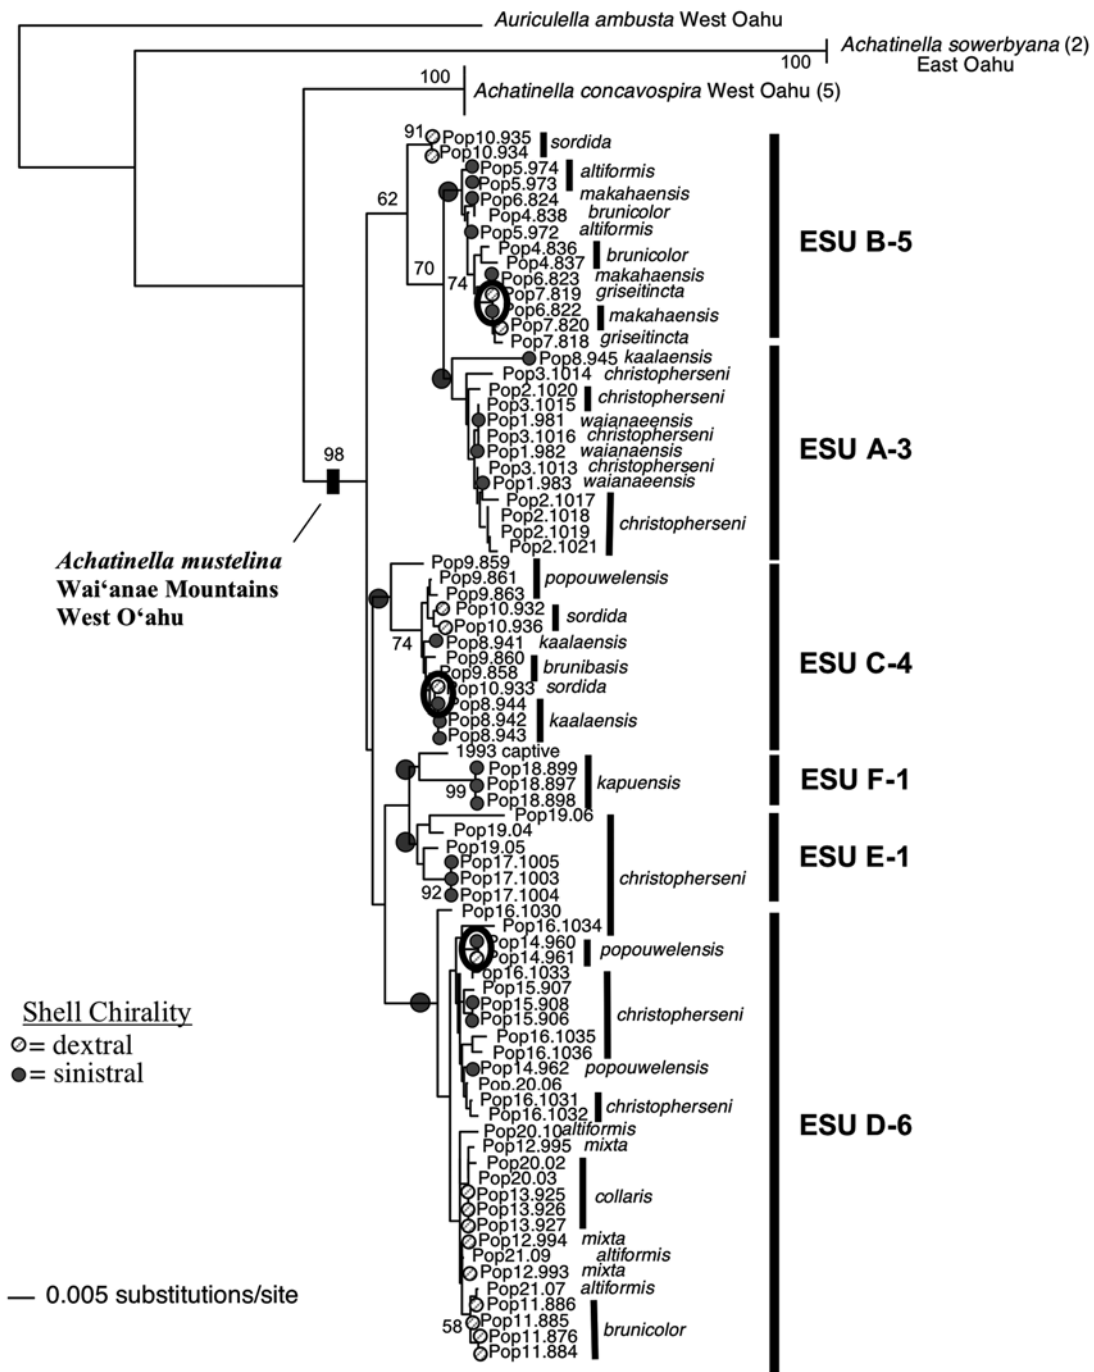 Auriculella ambusta West Oahu
Achatinella sowerbyana (2)
East Oahu
100
100
Achatinella concavospira West Oahu (5)
91
Pop10.935
sordida
Pop10.934
Pop5.974
altiformis
Pop5.973
62
Pop6.824 makahaensis
Pop4.838 brunicolor
Pop5.972 altiformis
ESU B-5
Pop4.836
brunicolor
Pop4.837
70
74
Pop6.823 makahaensis
Pop7.819 griseitincta
Pop6.822
makahaensis
Pop7.820
Pop7.818 griseitincta
Pop8.945 kaalaensis
Pop3.1014 christopherseni
Pop2.1020
christopherseni
Pop3.1015
Pop1.981 waianaeensis
Pop3.1016 christopherseni
ESU A-3
Pop1.982 waianaensis
98
Pop3.1013 christopherseni
Pop1.983 waianaeensis
Pop2.1017
Pop2.1018
christopherseni
Pop2.1019
Pop2.1021
Achatinella mustelina
Wai‘anae Mountains
West O‘ahu
Pop9.859
Pop9.861
popouwelensis
Pop9.863
Pop10.932
sordida
Pop10.936
74
Pop8.941 kaalaensis
Pop9.860
brunibasis
Pop9.858
ESU C-4
Pop10.933 sordida
Pop8.944
Pop8.942
kaalaensis
Pop8.943
1993 captive
Pop18.899
Pop18.897
kapuensis
ESU F-1
99
Pop18.898
Pop19.06
Pop19.04
Pop19.05
ESU E-1
Pop17.1005
Pop17.1003
christopherseni
92
Pop17.1004
Pop16.1030
Pop16.1034
Pop14.960
popouwelensis
Pop14.961
Pop16.1033
Pop15.907
Pop15.908
christopherseni
Pop15.906
Pop16.1035
Pop16.1036
Pop14.962 popouwelensis
Pop20.06
Pop16.1031
christopherseni
Pop16.1032
ESU D-6
Pop20.10altiformis
Pop12.995 mixta
Pop20.02
Pop20.03
Pop13.925
collaris
Pop13.926
Pop13.927
Pop12.994 mixta
Pop21.09 altiformis
Pop12.993 mixta
Pop21.07 altiformis
Pop11.886
58
Pop11.885
brunicolor
Pop11.876
Pop11.884
Shell Chirality
= dextral
= sinistral
0.005 substitutions/site